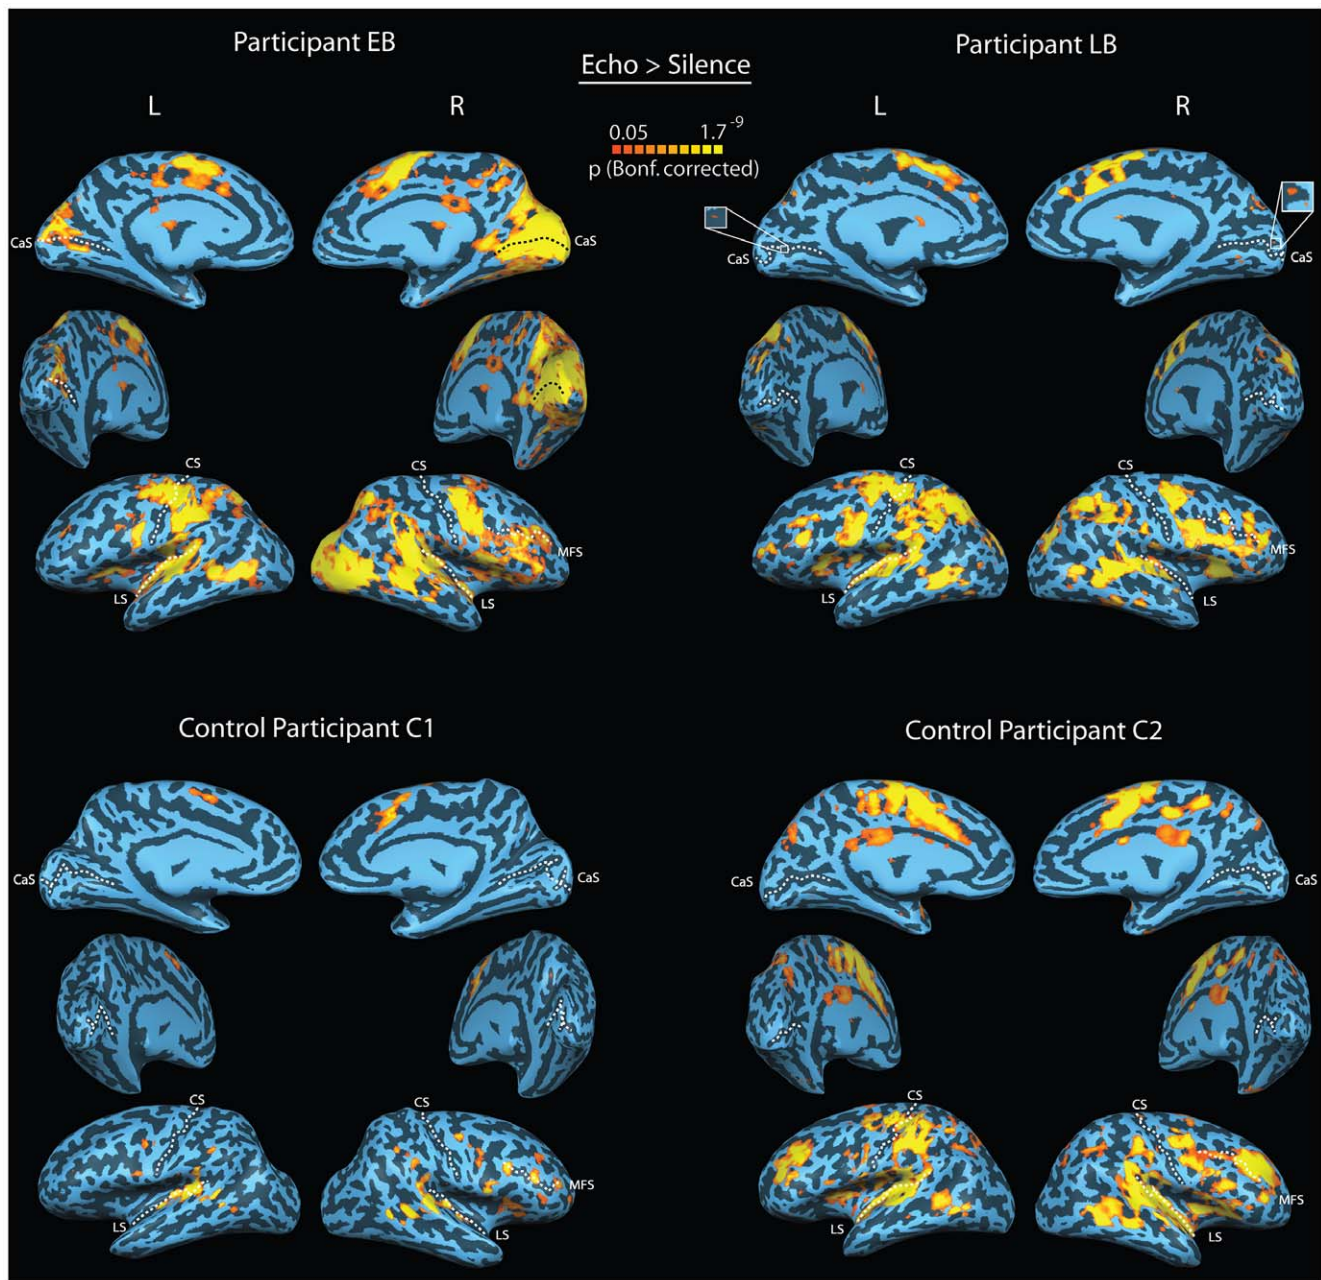 Participant EB
Participant LB
Echo > Silence
L
R
L
R
0.05
1.7-9
p (Bonf. corrected)
CaS
CaS
CaS
CaS
CS
CS
MFS
LS
LS
CS
CS
MFS
LS
LS
Control Participant C1
Control Participant C2
CaS
CaS
CaS
CaS
CS
CS
MFS
LS
LS
CS
CS
MFS
LS
LS